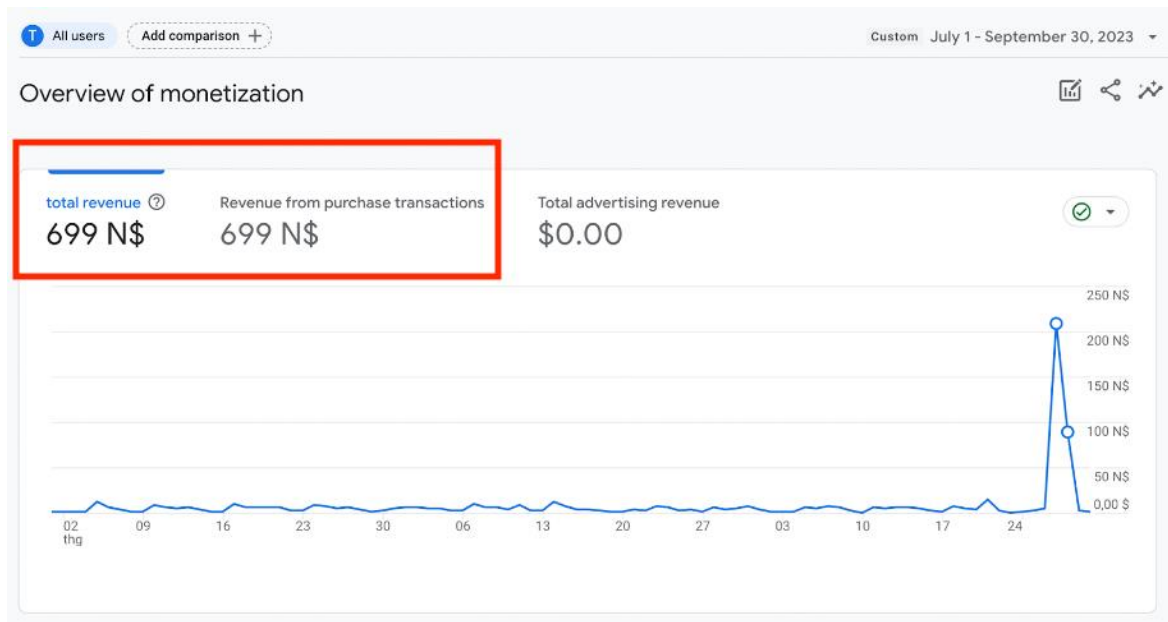 T All users Add comparison + Custom July 1 - September 30, 2023
Overview of monetization
total revenue ? Revenue from purchase transactions Total advertising revenue
699 N$ 699 N$ $0.00
250 N$
200 N$
150 N$
100 N$
50 N$
0,00 $
02 09 16 23 30 06 13 20 27 03 10 17 24
thg